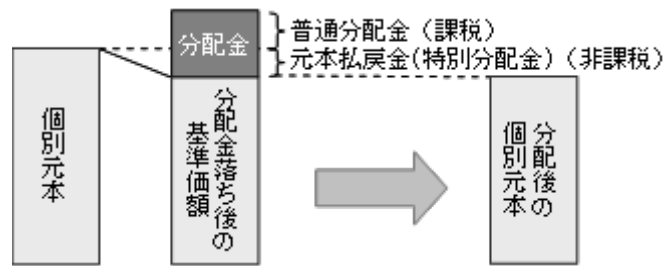 分配金
普通分配金（課税）
元本払戻金(特別分配金)（非課税）
個別元本
分配金落ち後の
基準価額
分配後の
個別元本